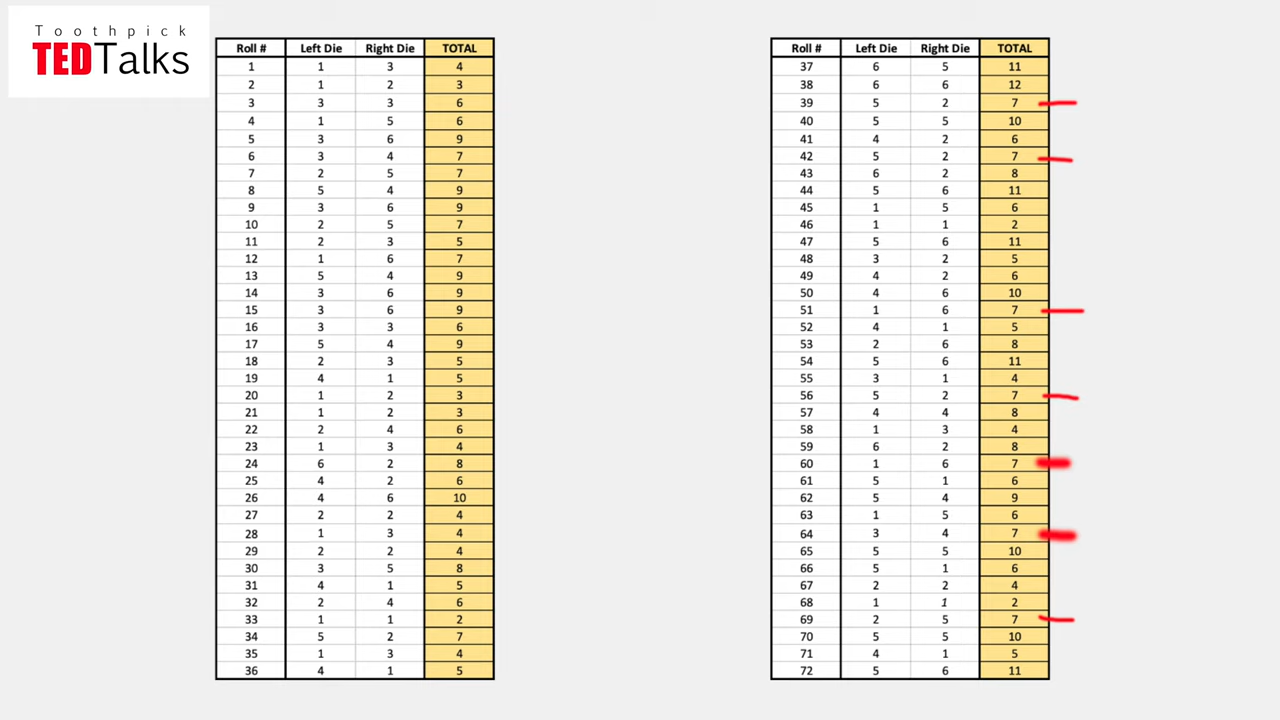 Toothpick
TEDTalks
Roll # Left Die Right Die TOTAL
1 1 3 4
2 1 2 3
3 3 3 6
4 1 5 6
5 3 6 9
6 3 4 7
7 2 5 7
8 5 4 9
9 3 6 9
10 2 5 7
11 2 3 5
12 1 6 7
13 5 4 9
14 3 6 9
15 3 6 9
16 3 3 6
17 5 4 9
18 2 3 5
19 4 1 5
20 1 2 3
21 1 2 3
22 2 4 6
23 1 3 4
24 6 2 8
25 4 2 6
26 4 6 10
27 2 2 4
28 1 3 4
29 2 2 4
30 3 5 8
31 4 1 5
32 2 4 6
33 1 1 2
34 5 2 7
35 1 3 4
36 4 1 5
Roll # Left Die Right Die TOTAL
37 6 5 11
38 6 6 12
39 5 2 7
40 5 5 10
41 4 2 6
42 5 2 7
43 6 2 8
44 5 6 11
45 1 5 6
46 1 1 2
47 5 6 11
48 3 2 5
49 4 2 6
50 4 6 10
51 1 6 7
52 4 1 5
53 2 6 8
54 5 6 11
55 3 1 4
56 5 2 7
57 4 4 8
58 1 3 4
59 6 2 8
60 1 6 7
61 5 1 6
62 5 4 9
63 1 5 6
64 3 4 7
65 5 5 10
66 5 1 6
67 2 2 4
68 1 1 2
69 2 5 7
70 5 5 10
71 4 1 5
72 5 6 11